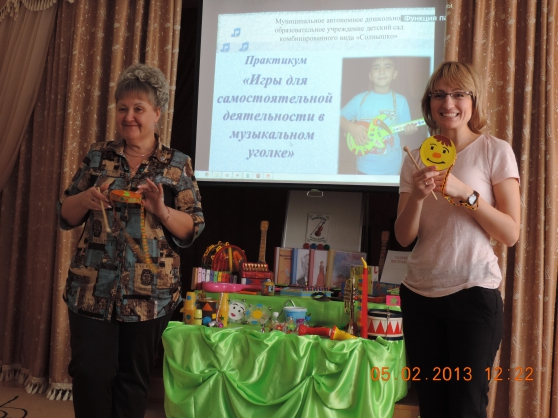 Муниципальное автономное дошкольное
образовательное учреждение детский сад
комбинированного вида «Солнышко»
Функция
Практикум
«Игры для
самостоятельной
деятельности в
музыкальном
уголке»
05.02.2013 12:22